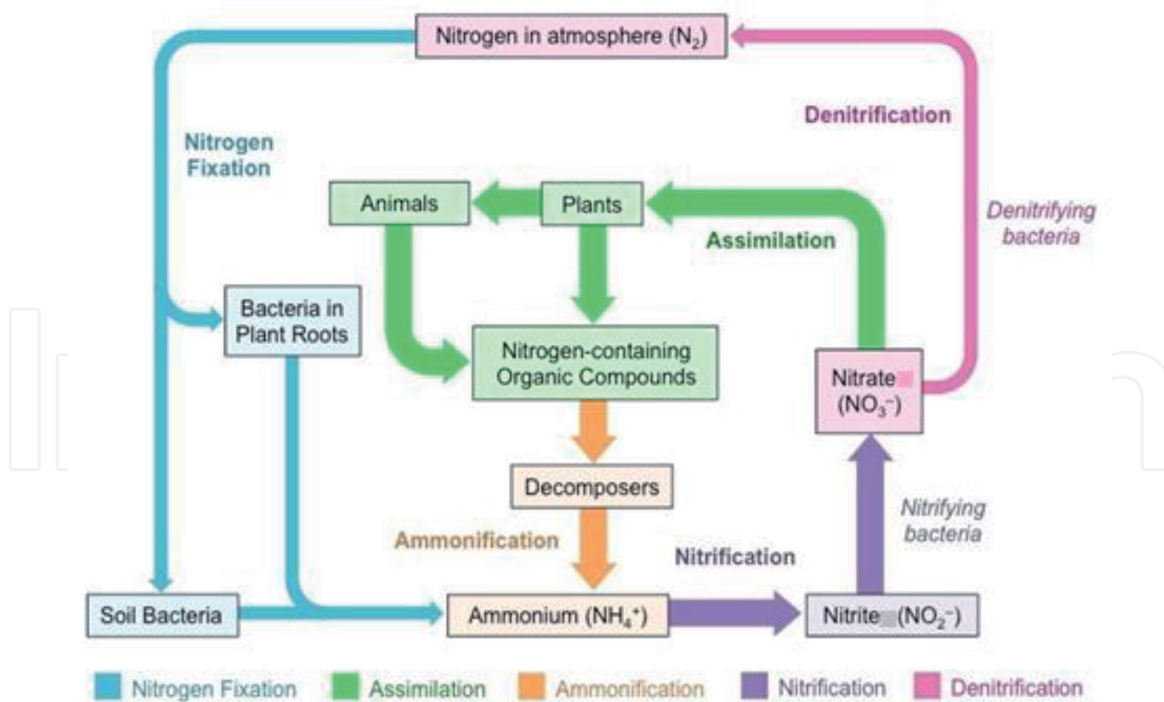 Nitrogen in atmosphere (N₂)
Denitrification
Nitrogen
Fixation
Animals
Plants
Denitrifying
bacteria
Assimilation
Bacteria in
Plant Roots
Nitrogen-containing
Organic Compounds
Nitrate
(NO₃⁻)
Decomposers
Nitrifying
bacteria
Ammonification
Nitrification
Soil Bacteria
Ammonium (NH₄⁺)
Nitrite (NO₂⁻)
Nitrogen Fixation
Assimilation
Ammonification
Nitrification
Denitrification